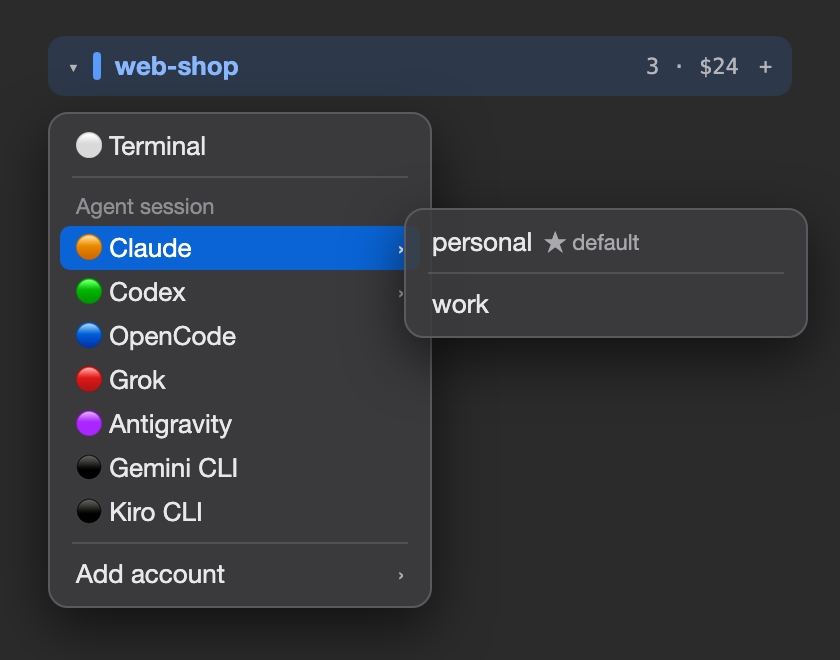 web-shop 3 · $24 +
Terminal
Agent session
Claude
personal ★ default
work
Codex
OpenCode
Grok
Antigravity
Gemini CLI
Kiro CLI
Add account